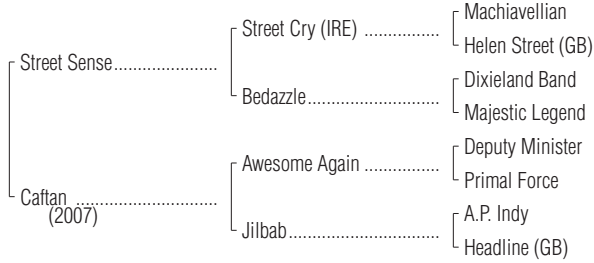 Machiavellian
Street Cry (IRE) ................
Helen Street (GB)
Street Sense......................
Dixieland Band
Bedazzle............................
Majestic Legend
Deputy Minister
Awesome Again ................
Primal Force
Caftan ..............................
(2007)
A.P. Indy
Jilbab................................
Headline (GB)